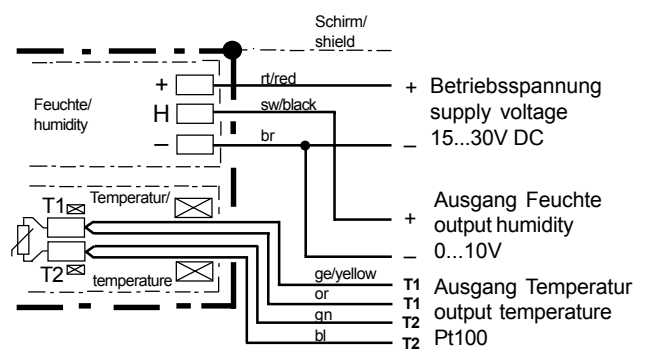 Schirm/
shield
+ rt/red + Betriebsspannung
Feuchte/
humidity
H sw/black supply voltage
– br – 15...30V DC
Ausgang Feuchte
+ output humidity
– 0...10V
T1 Temperatur/
T2 temperature
ge/yellow T1 Ausgang Temperatur
or T1 output temperature
gn T2
bl T2 Pt100